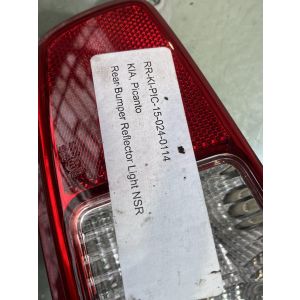 RR-KI-PIC-15-024-0114
KIA, Picanto
Rear Bumper Reflector Light NSR